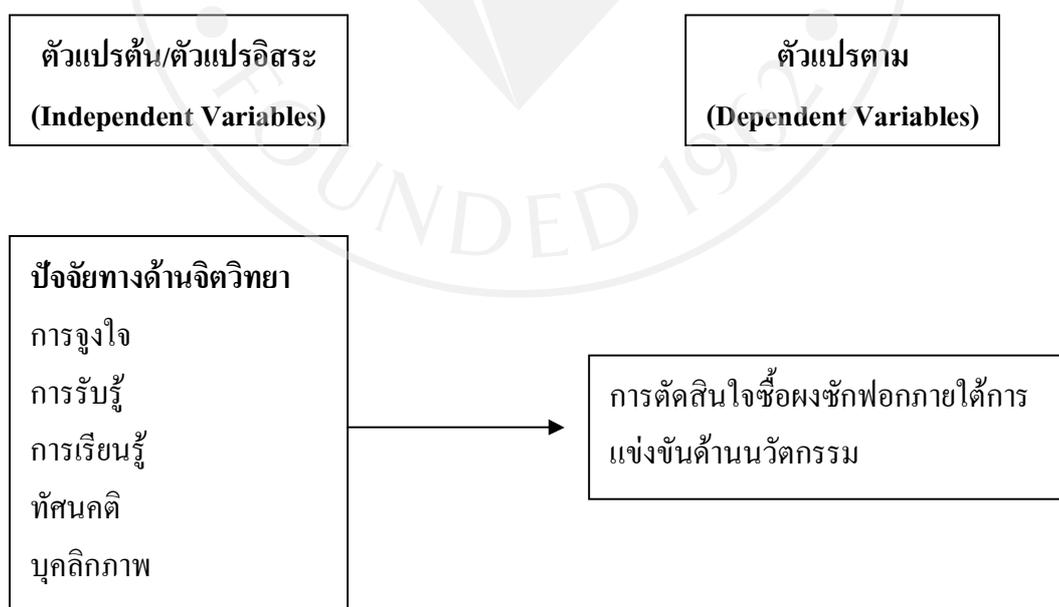 ตัวแปรต้น/ตัวแปรอิสระ
(Independent Variables)
ตัวแปรตาม
(Dependent Variables)
• FOUNDED 1962 •
ปัจจัยทางด้านจิตวิทยา
การจูงใจ
การรับรู้
การเรียนรู้
ทัศนคติ
บุคลิกภาพ
การตัดสินใจซื้อผงซักฟอกภายใต้การ
แข่งขันด้านนวัตกรรม